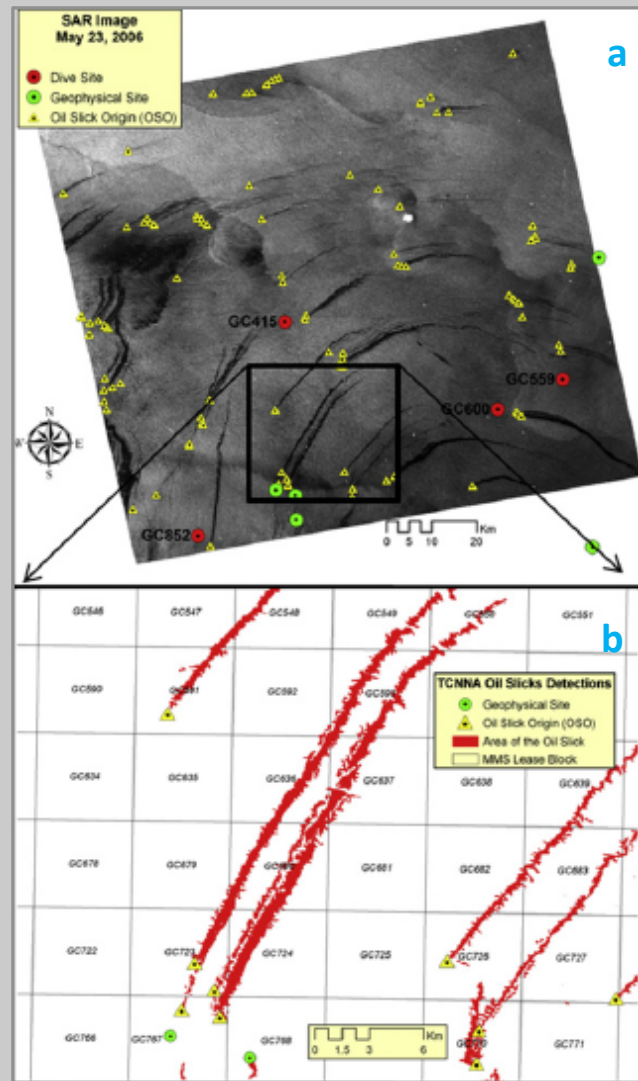 SAR Image
May 23, 2006
Dive Site
Geophysical Site
Oil Slick Origin (OSO)
a
GC415
GC559
GC600
GC852
N
W E
S
Km
0 5 10 20
b
GC546 GC547 GC548 GC549 GC551
TCNNA Oil Slicks Detections
Geophysical Site
Oil Slick Origin (OSO)
Area of the Oil Slick
MMS Lease Block
GC590 GC591 GC592
GC634 GC635 GC636 GC637 GC638 GC639
GC678 GC679 GC681 GC682 GC683
GC722 GC723 GC724 GC725 GC726 GC727
GC766 GC767 GC768 GC771
Km
0 1.5 3 6